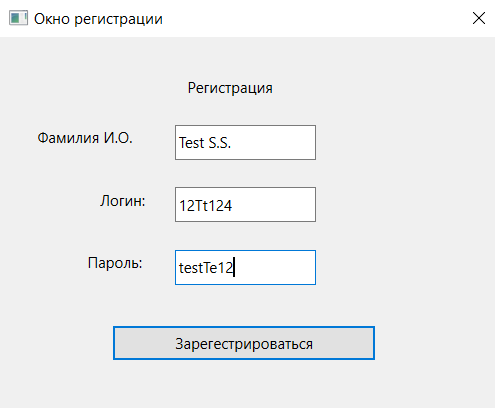 Окно регистрации
Регистрация
Фамилия И.О. Test S.S.
Логин: 12Tt124
Пароль: testTe12
Зарегестрироваться